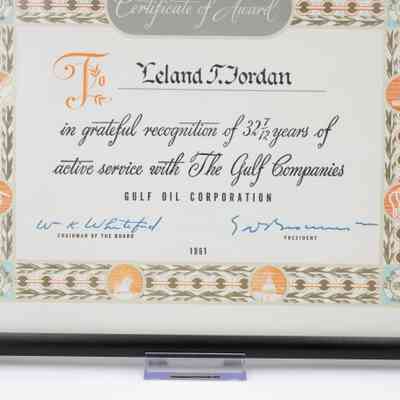 Certificate of Award
To Leland T. Jordan
in grateful recognition of 32 7/12 years of
active service with The Gulf Companies
GULF OIL CORPORATION
W. K. Whiteford
CHAIRMAN OF THE BOARD
PRESIDENT
1961